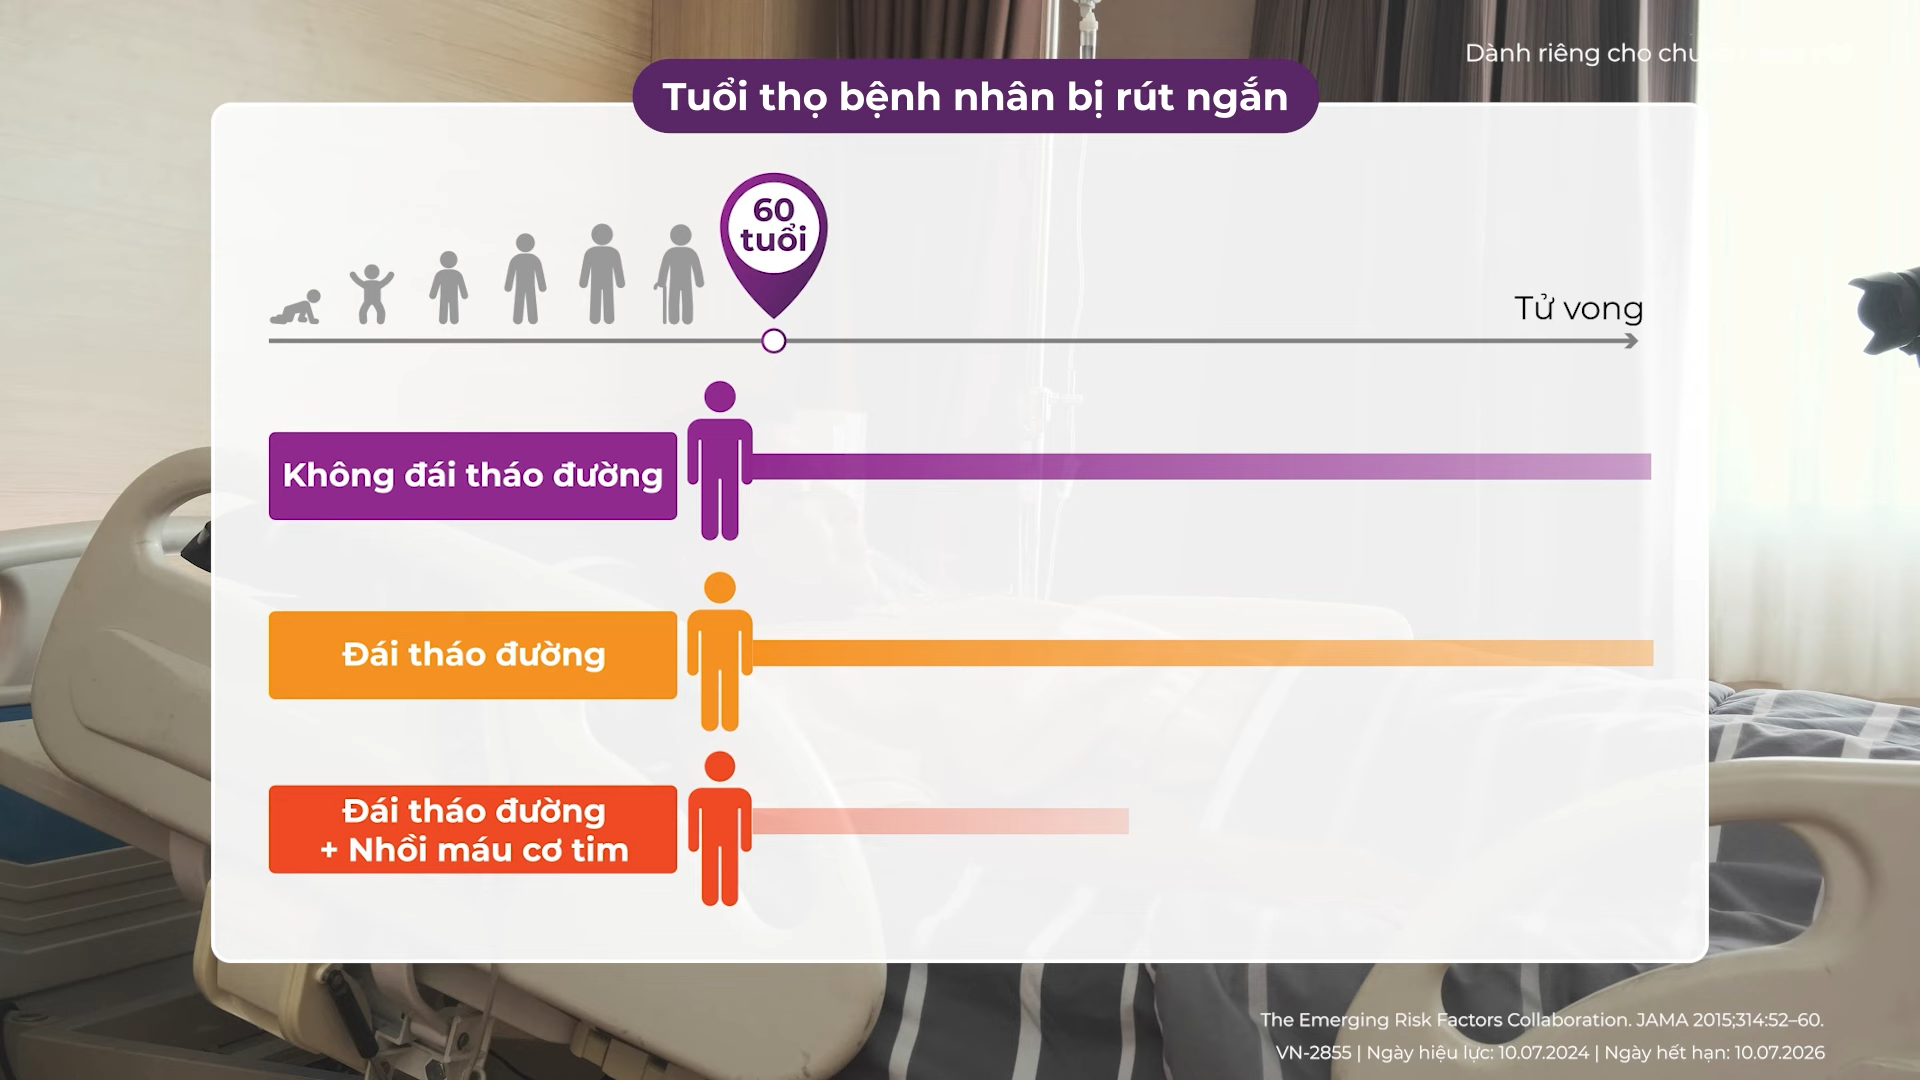 Dành riêng cho
Tuổi thọ bệnh nhân bị rút ngắn
60
tuổi
Tử vong
Không đái tháo đường
Đái tháo đường
Đái tháo đường
+ Nhồi máu cơ tim
The Emerging Risk Factors Collaboration. JAMA 2015;314:52–60.
VN-2855 | Ngày hiệu lực: 10.07.2024 | Ngày hết hạn: 10.07.2026